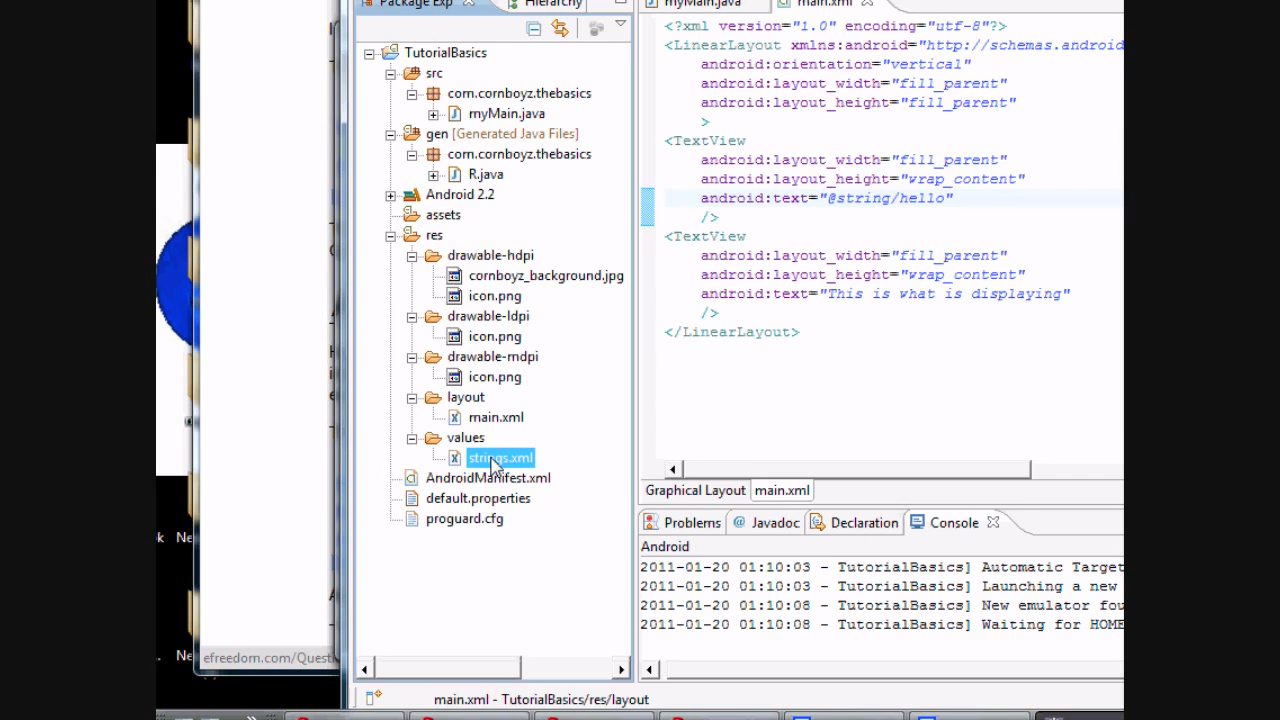 Package Exp
Hierarchy
TutorialBasics
src
com.cornboyz.thebasics
myMain.java
gen [Generated Java Files]
com.cornboyz.thebasics
R.java
Android 2.2
assets
res
drawable-hdpi
cornboyz_background.jpg
icon.png
drawable-ldpi
icon.png
drawable-mdpi
icon.png
layout
main.xml
values
strings.xml
AndroidManifest.xml
default.properties
proguard.cfg
myMain.java
main.xml
<?xml version="1.0" encoding="utf-8"?>
<LinearLayout xmlns:android="http://schemas.android
android:orientation="vertical"
android:layout_width="fill_parent"
android:layout_height="fill_parent"
>
<TextView
android:layout_width="fill_parent"
android:layout_height="wrap_content"
android:text="@string/hello"
/>
<TextView
android:layout_width="fill_parent"
android:layout_height="wrap_content"
android:text="This is what is displaying"
/>
</LinearLayout>
Graphical Layout main.xml
Problems @ Javadoc Declaration Console
Android
2011-01-20 01:10:03 - TutorialBasics] Automatic Target
2011-01-20 01:10:03 - TutorialBasics] Launching a new
2011-01-20 01:10:08 - TutorialBasics] New emulator fou
2011-01-20 01:10:08 - TutorialBasics] Waiting for HOME
main.xml - TutorialBasics/res/layout
k Ne
Ne
efreedom.com/Questi